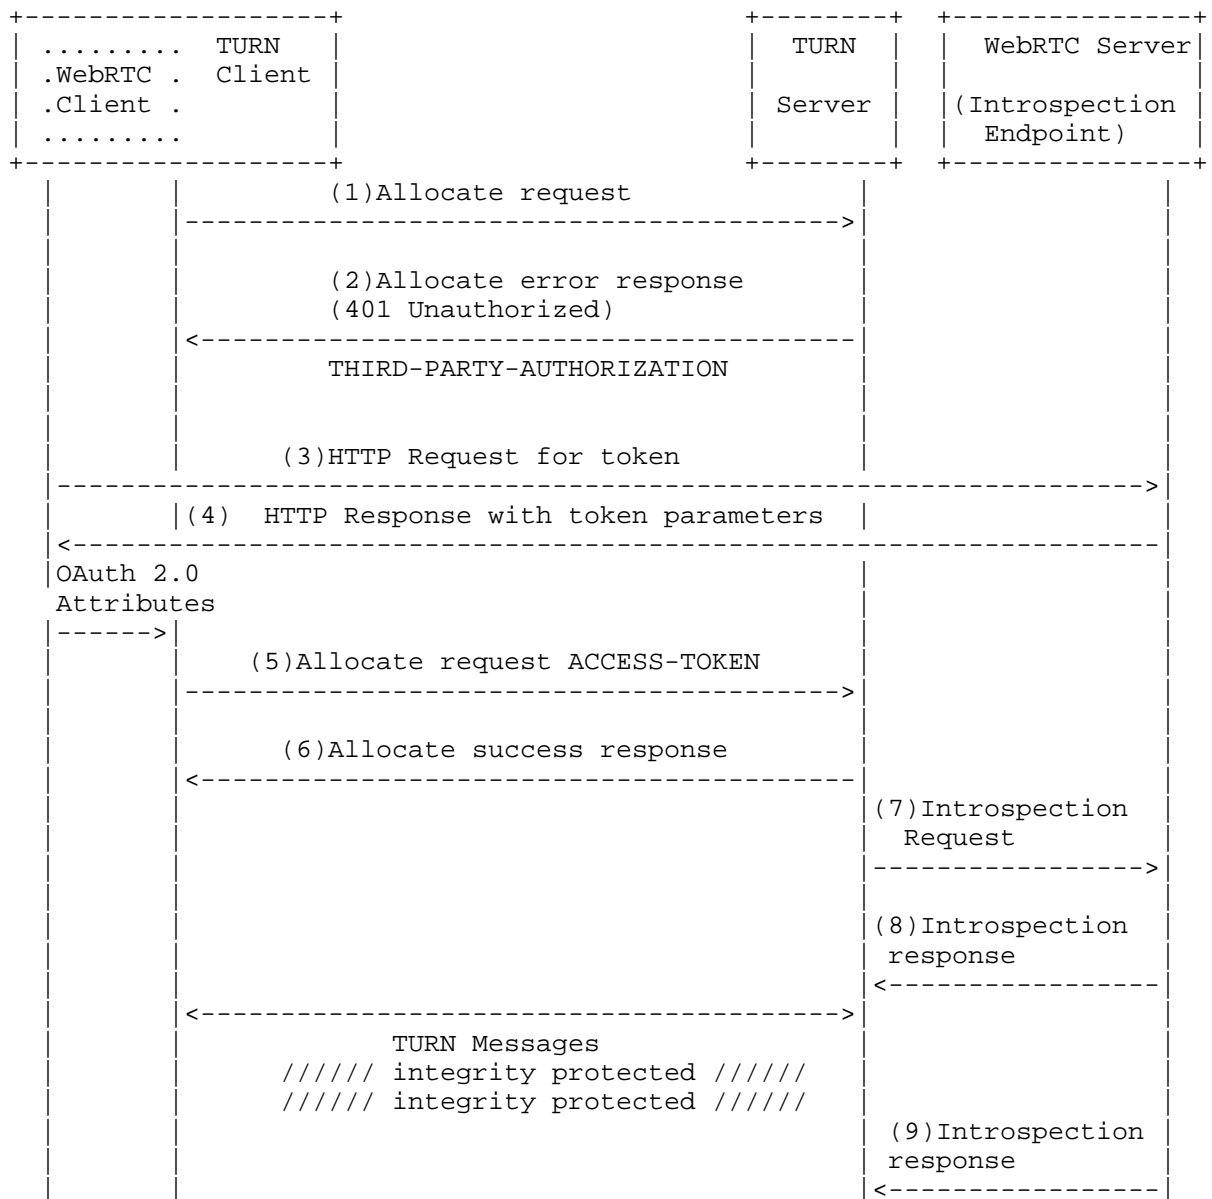 ......... TURN TURN WebRTC Server
.WebRTC . Client
.Client . Server (Introspection
......... Endpoint)
(1)Allocate request
(2)Allocate error response
(401 Unauthorized)
THIRD-PARTY-AUTHORIZATION
(3)HTTP Request for token
(4) HTTP Response with token parameters
OAuth 2.0
Attributes
(5)Allocate request ACCESS-TOKEN
(6)Allocate success response
(7)Introspection
Request
(8)Introspection
response
TURN Messages
////// integrity protected //////
////// integrity protected //////
(9)Introspection
response